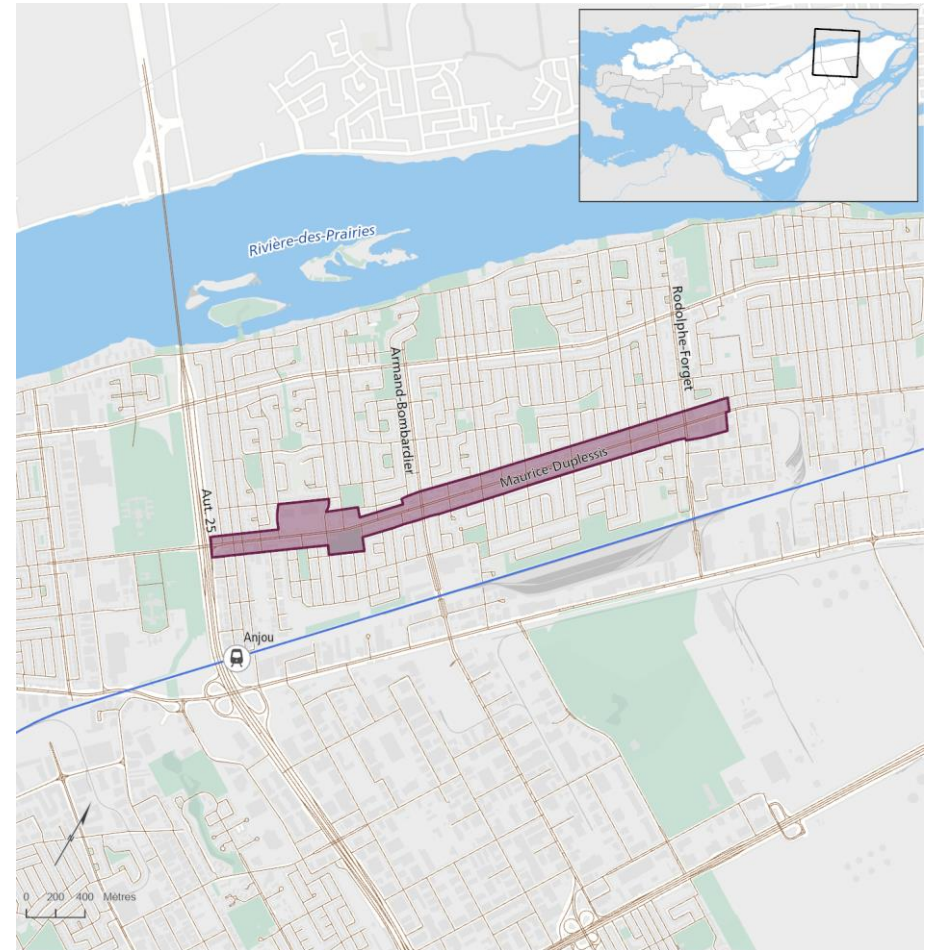 Rivière-des-Prairies
Rodolphe-Forget
Armand-Bombardier
Maurice-Duplessis
Aut. 25
Anjou
0 200 400 Mètres